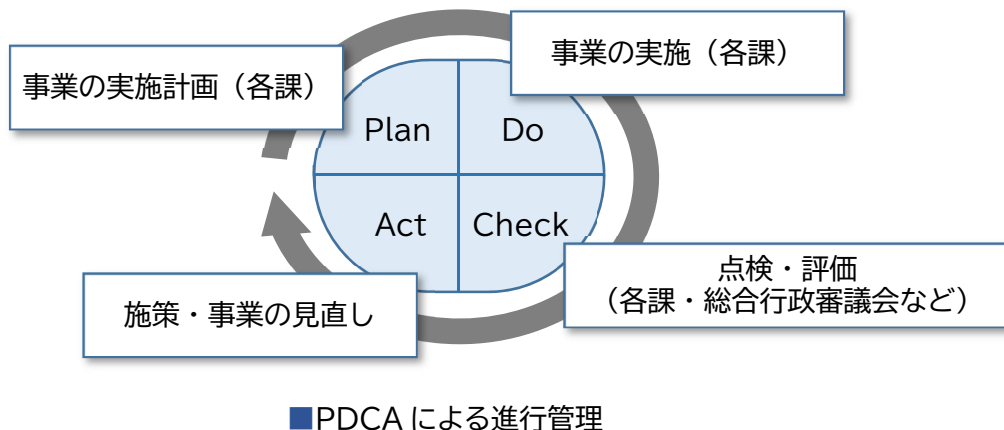 事業の実施計画（各課）
事業の実施（各課）
Plan
Do
Act
Check
施策・事業の見直し
点検・評価
（各課・総合行政審議会など）
■PDCA による進行管理